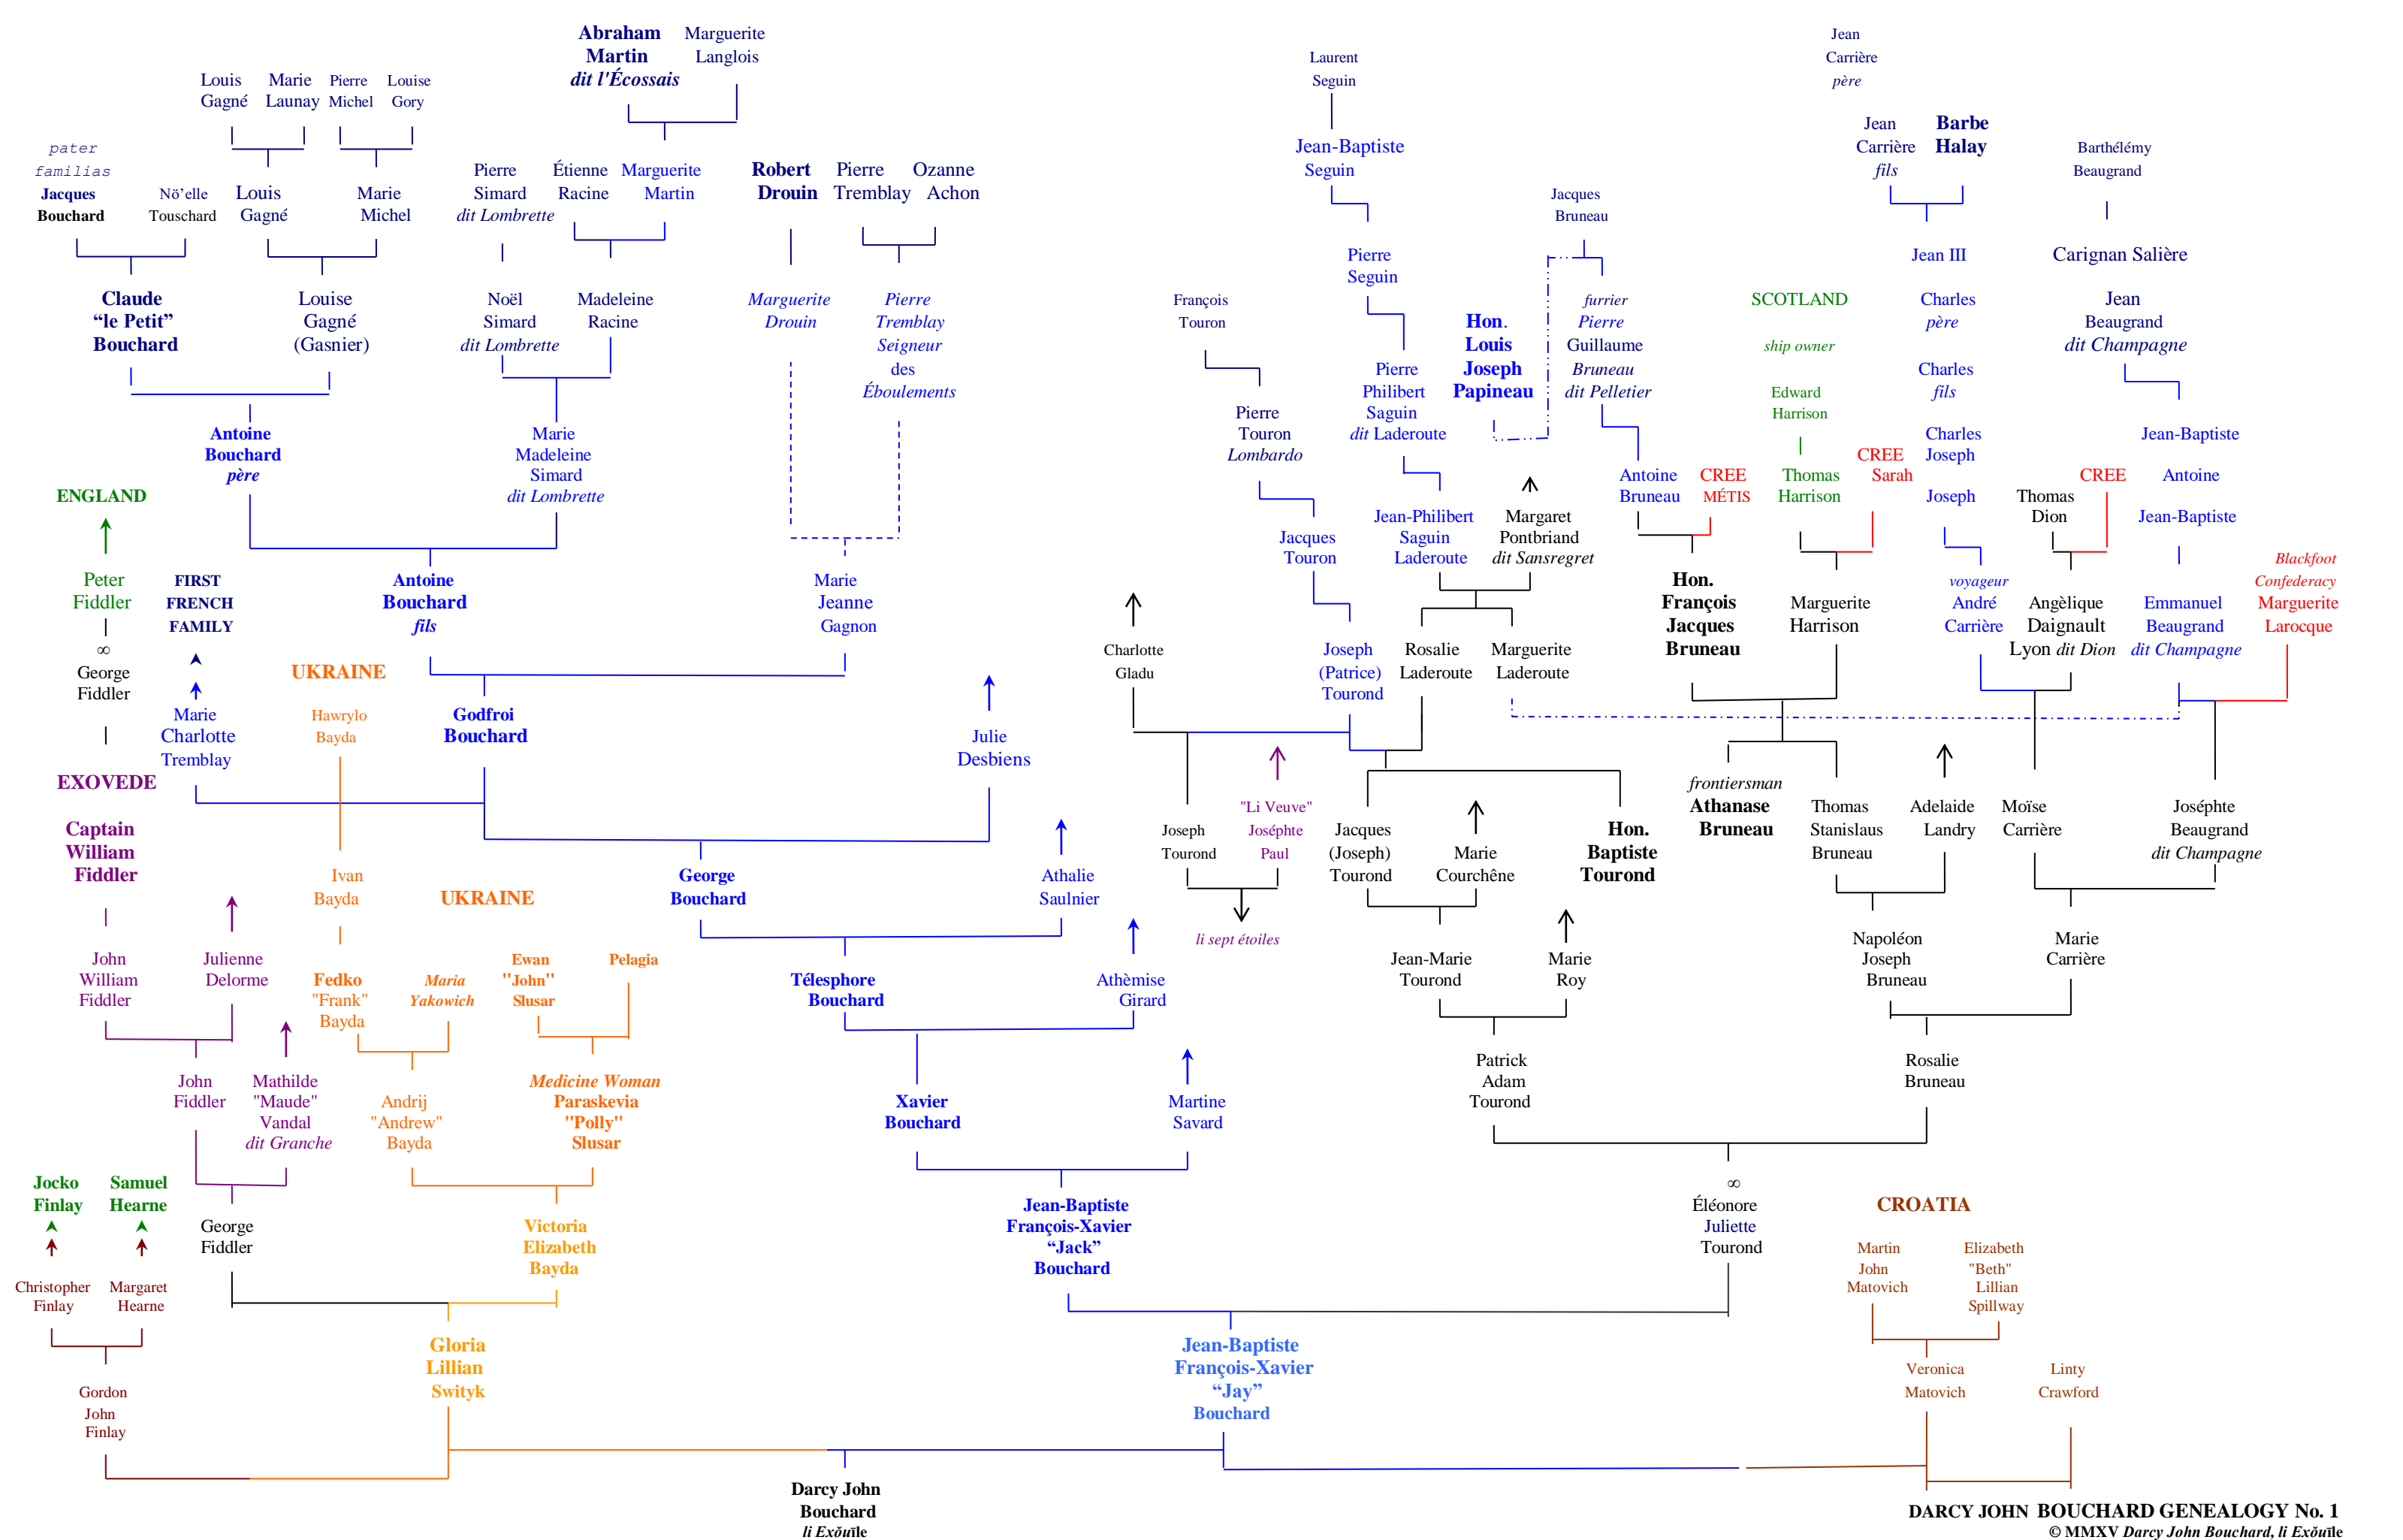 Abraham
Martin
dit l'Écossais
Marguerite
Langlois
Louis
Gagné
Marie
Launay
Pierre
Michel
Louise
Gory
Laurent
Seguin
Jean
Carrière
père
Jean
Carrière
fils
Barbe
Halay
Barthélémy
Beaugrand
pater
familias
Jacques
Bouchard
Nö’elle
Touschard
Louis
Gagné
Marie
Michel
Pierre
Simard
dit Lombrette
Étienne
Racine
Marguerite
Martin
Robert
Drouin
Pierre
Tremblay
Ozanne
Achon
Jean-Baptiste
Seguin
Jacques
Bruneau
Pierre
Seguin
Jean III
Carignan Salière
Claude
“le Petit”
Bouchard
Louise
Gagné
(Gasnier)
Noël
Simard
dit Lombrette
Madeleine
Racine
Marguerite
Drouin
Pierre
Tremblay
Seigneur
des
Éboulements
François
Touron
Hon.
Louis
Joseph
Papineau
furrier
Pierre
Guillaume
Bruneau
dit Pelletier
SCOTLAND
ship owner
Edward
Harrison
Charles
père
Charles
fils
Jean
Beaugrand
dit Champagne
Pierre
Philibert
Saguin
dit Laderoute
Pierre
Touron
Lombardo
Antoine
Bouchard
père
Marie
Madeleine
Simard
dit Lombrette
Charles
Joseph
Jean-Baptiste
ENGLAND
Antoine
Bruneau
CREE
MÉTIS
Thomas
Harrison
CREE
Sarah
Joseph
Thomas
Dion
CREE
Antoine
Jean-Baptiste
Jacques
Touron
Jean-Philibert
Saguin
Laderoute
Margaret
Pontbriand
dit Sansregret
Peter
Fiddler
∞
George
Fiddler
FIRST
FRENCH
FAMILY
Antoine
Bouchard
fils
Marie
Jeanne
Gagnon
Hon.
François
Jacques
Bruneau
Marguerite
Harrison
voyageur
André
Carrière
Angèlique
Daignault
Lyon dit Dion
Emmanuel
Beaugrand
dit Champagne
Blackfoot
Confederacy
Marguerite
Larocque
Charlotte
Gladu
Joseph
(Patrice)
Tourond
Rosalie
Laderoute
Marguerite
Laderoute
UKRAINE
Hawrylo
Bayda
Marie
Charlotte
Tremblay
Godfroi
Bouchard
Julie
Desbiens
EXOVEDE
Captain
William
Fiddler
Ivan
Bayda
UKRAINE
George
Bouchard
Athalie
Saulnier
Joseph
Tourond
"Li Veuve"
Joséphte
Paul
Jacques
(Joseph)
Tourond
Marie
Courchêne
Hon.
Baptiste
Tourond
frontiersman
Athanase
Bruneau
Thomas
Stanislaus
Bruneau
Adelaide
Landry
Moïse
Carrière
Joséphte
Beaugrand
dit Champagne
li sept étoiles
John
William
Fiddler
Julienne
Delorme
Fedko
"Frank"
Bayda
Maria
Yakowich
Ewan
"John"
Slusar
Pelagia
Télesphore
Bouchard
Athèmise
Girard
Jean-Marie
Tourond
Marie
Roy
Napoléon
Joseph
Bruneau
Marie
Carrière
John
Fiddler
Mathilde
"Maude"
Vandal
dit Granche
Andrij
"Andrew"
Bayda
Medicine Woman
Paraskevia
"Polly"
Slusar
Xavier
Bouchard
Martine
Savard
Patrick
Adam
Tourond
Rosalie
Bruneau
Jocko
Finlay
Samuel
Hearne
George
Fiddler
Victoria
Elizabeth
Bayda
Jean-Baptiste
François-Xavier
“Jack”
Bouchard
∞
Éléonore
Juliette
Tourond
CROATIA
Martin
John
Matovich
Elizabeth
"Beth"
Lillian
Spillway
Christopher
Finlay
Margaret
Hearne
Gloria
Lillian
Swityk
Jean-Baptiste
François-Xavier
“Jay”
Bouchard
Veronica
Matovich
Linty
Crawford
Gordon
John
Finlay
Darcy John
Bouchard
li Exŏuīle
DARCY JOHN BOUCHARD GENEALOGY No. 1
© MMXV Darcy John Bouchard, li Exŏuīle